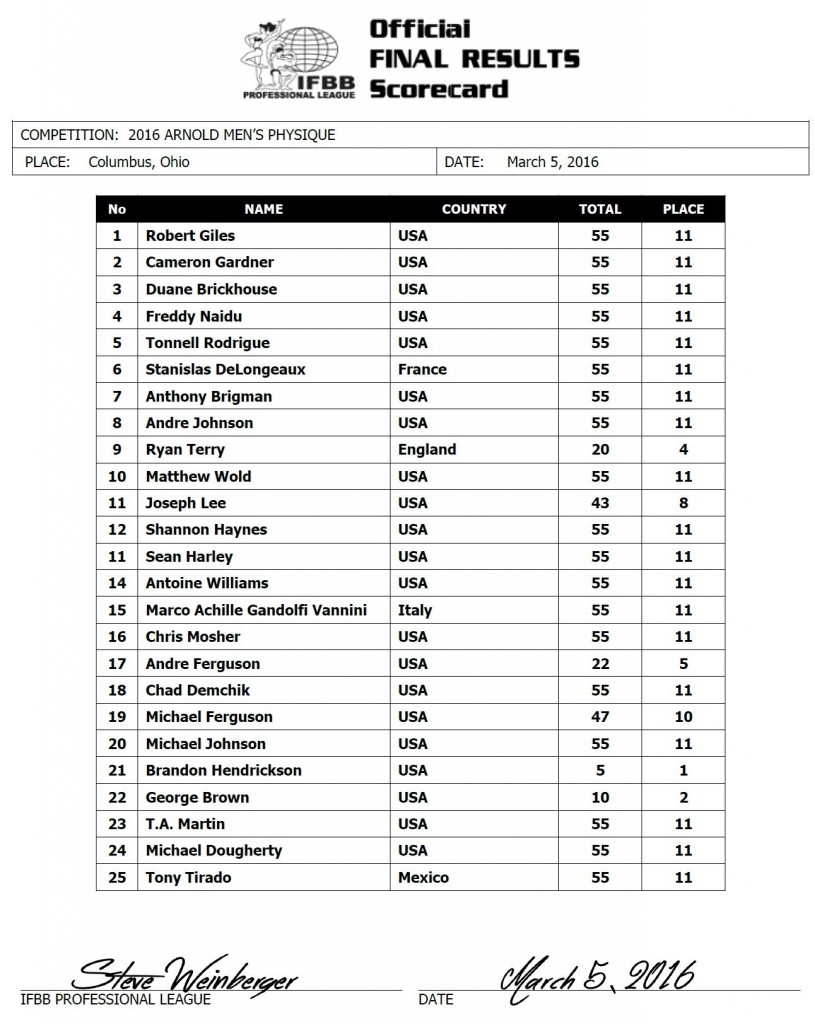 Official
FINAL RESULTS
Scorecard
IFBB
PROFESSIONAL LEAGUE
COMPETITION: 2016 ARNOLD MEN'S PHYSIQUE
PLACE: Columbus, Ohio DATE: March 5, 2016
No NAME COUNTRY TOTAL PLACE
1 Robert Giles USA 55 11
2 Cameron Gardner USA 55 11
3 Duane Brickhouse USA 55 11
4 Freddy Naidu USA 55 11
5 Tonnell Rodrigue USA 55 11
6 Stanislas DeLongeaux France 55 11
7 Anthony Brigman USA 55 11
8 Andre Johnson USA 55 11
9 Ryan Terry England 20 4
10 Matthew Wold USA 55 11
11 Joseph Lee USA 43 8
12 Shannon Haynes USA 55 11
11 Sean Harley USA 55 11
14 Antoine Williams USA 55 11
15 Marco Achille Gandolfi Vannini Italy 55 11
16 Chris Mosher USA 55 11
17 Andre Ferguson USA 22 5
18 Chad Demchik USA 55 11
19 Michael Ferguson USA 47 10
20 Michael Johnson USA 55 11
21 Brandon Hendrickson USA 5 1
22 George Brown USA 10 2
23 T.A. Martin USA 55 11
24 Michael Dougherty USA 55 11
25 Tony Tirado Mexico 55 11
Steve Weinberger March 5, 2016
IFBB PROFESSIONAL LEAGUE DATE